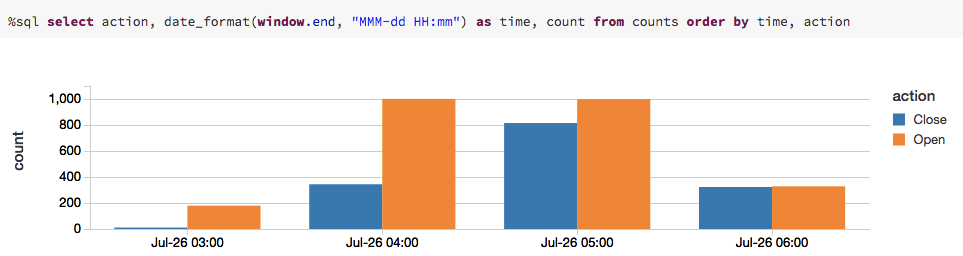 %sql select action, date_format(window.end, "MMM-dd HH:mm") as time, count from counts order by time, action
action
Close
Open
count
1,000
800
600
400
200
0
Jul-26 03:00
Jul-26 04:00
Jul-26 05:00
Jul-26 06:00